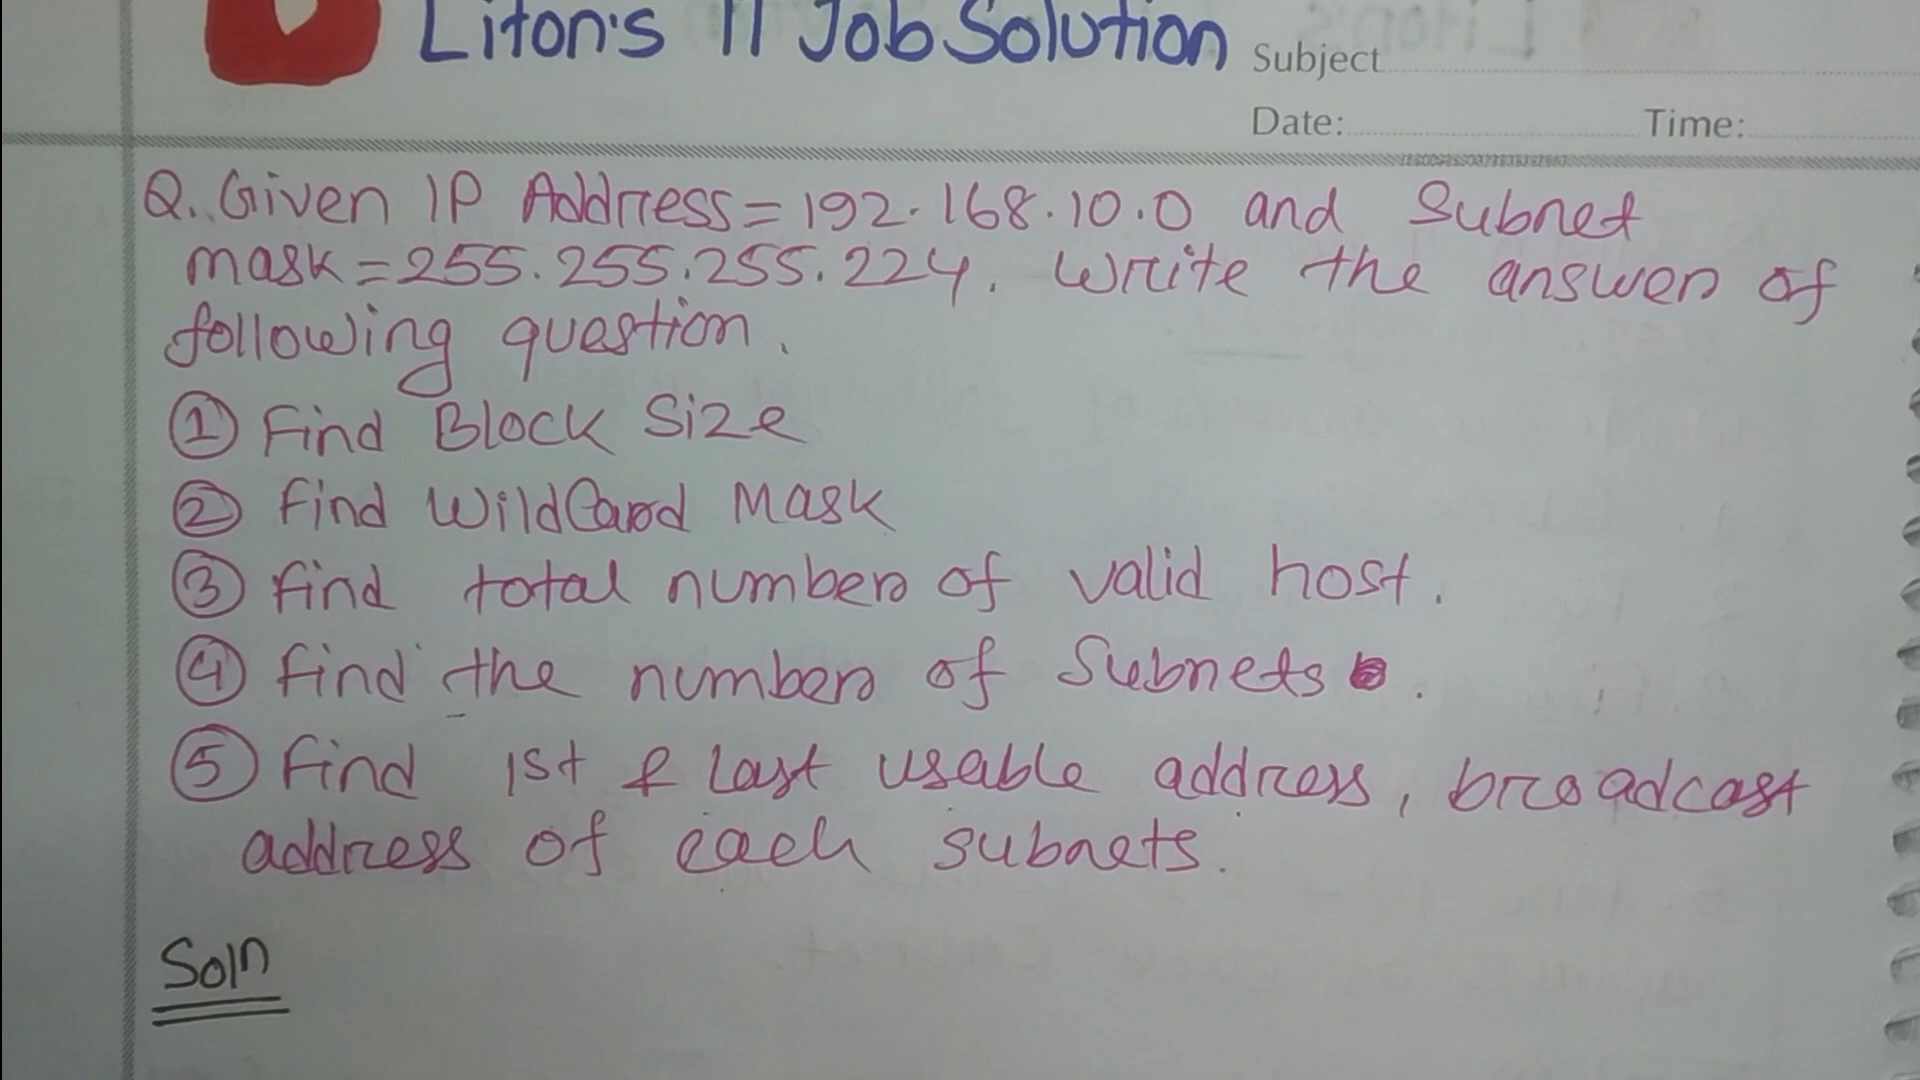 Liton's IT Job Solution
Subject
Date: Time:
Q. Given IP Address = 192.168.10.0 and Subnet
mask = 255.255.255.224. Write the answer of
following question.
① Find Block Size
② Find WildCard Mask
③ Find total number of valid host.
④ Find the number of Subnets.
⑤ Find 1st & last usable address, broadcast
address of each subnets.
Soln